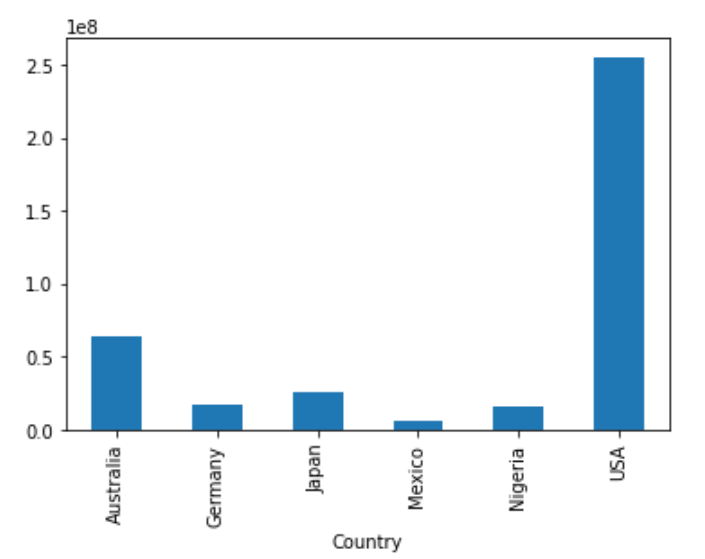 1e8
2.5
2.0
1.5
1.0
0.5
0.0
Australia
Germany
Japan
Mexico
Nigeria
USA
Country